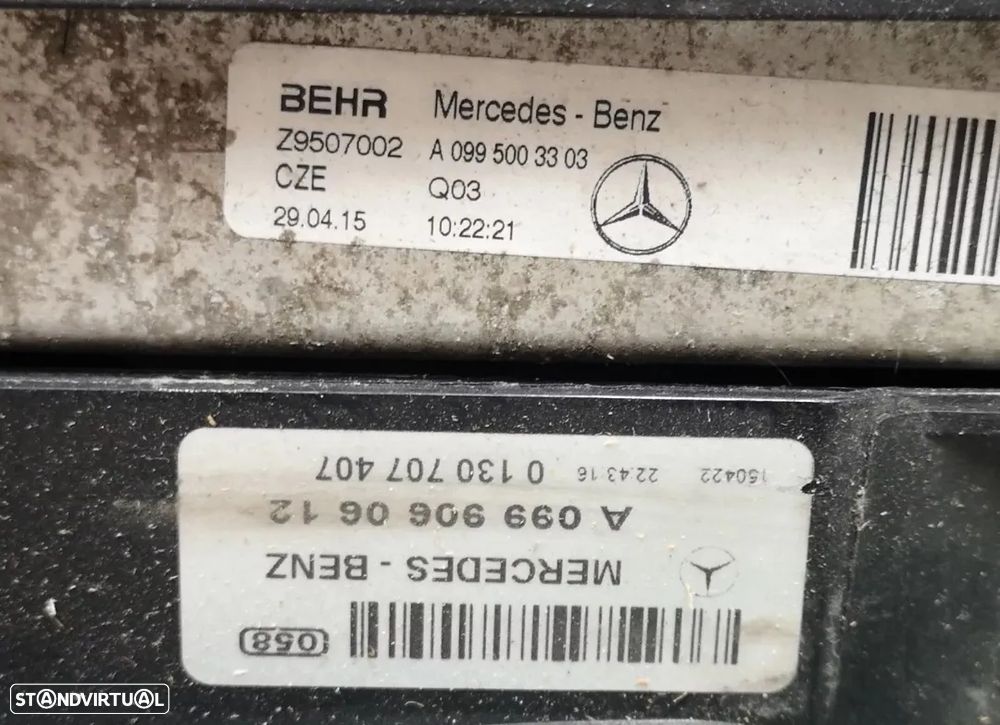 BEHR Mercedes - Benz
Z9507002 A 099 500 33 03
CZE Q03
29.04.15 10:22:21
058
MERCEDES - BENZ
A 099 906 06 12
150422 22:43:16 0 130 707 407
STANDVIRTUAL